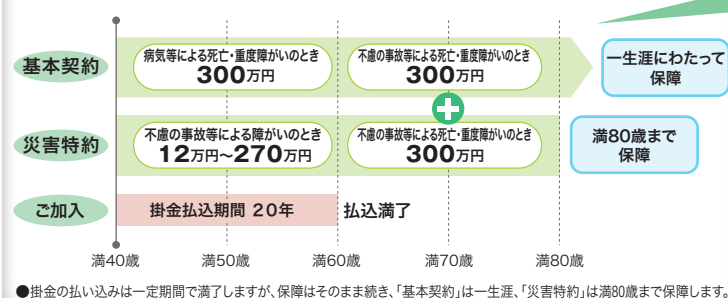 基本契約
病気等による死亡・重度障がいのとき
300万円
不慮の事故等による死亡・重度障がいのとき
300万円
一生涯にわたって
保障
災害特約
不慮の事故等による障がいのとき
12万円〜270万円
不慮の事故等による死亡・重度障がいのとき
300万円
満80歳まで
保障
ご加入
掛金払込期間 20年
払込満了
満40歳 満50歳 満60歳 満70歳 満80歳
●掛金の払い込みは一定期間で満了しますが、保障はそのまま続き、「基本契約」は一生涯、「災害特約」は満80歳まで保障します。